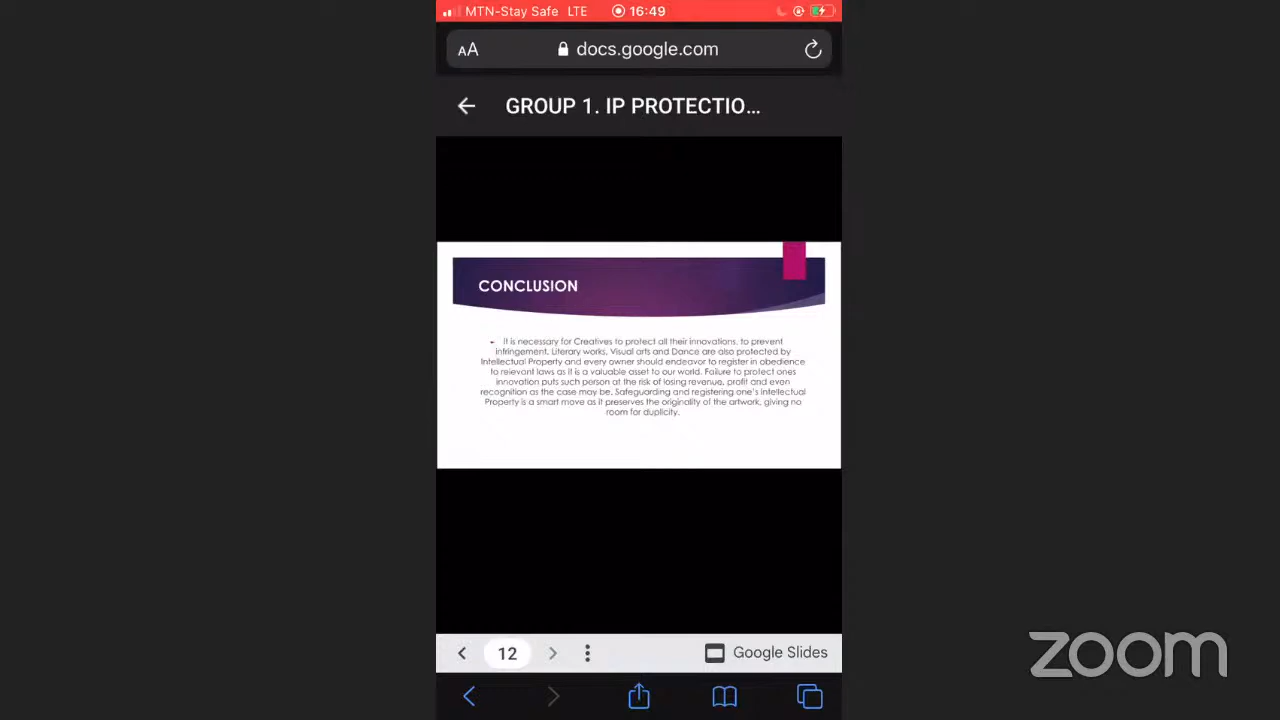 MTN-Stay Safe LTE 16:49
AA docs.google.com
GROUP 1. IP PROTECTIO...
CONCLUSION
It is necessary for Creatives to protect all their innovations, to prevent
infringement. Literary works, Visual arts and Dance are also protected by
Intellectual Property and every owner should endeavor to register in obedience
to relevant laws as it is a valuable asset to our world. Failure to protect ones
innovation puts such person at the risk of losing revenue, profit and even
recognition as the case may be. Safeguarding and registering one's Intellectual
Property is a smart move as it preserves the originality of the artwork, giving no
room for duplicity.
12 Google Slides
zoom